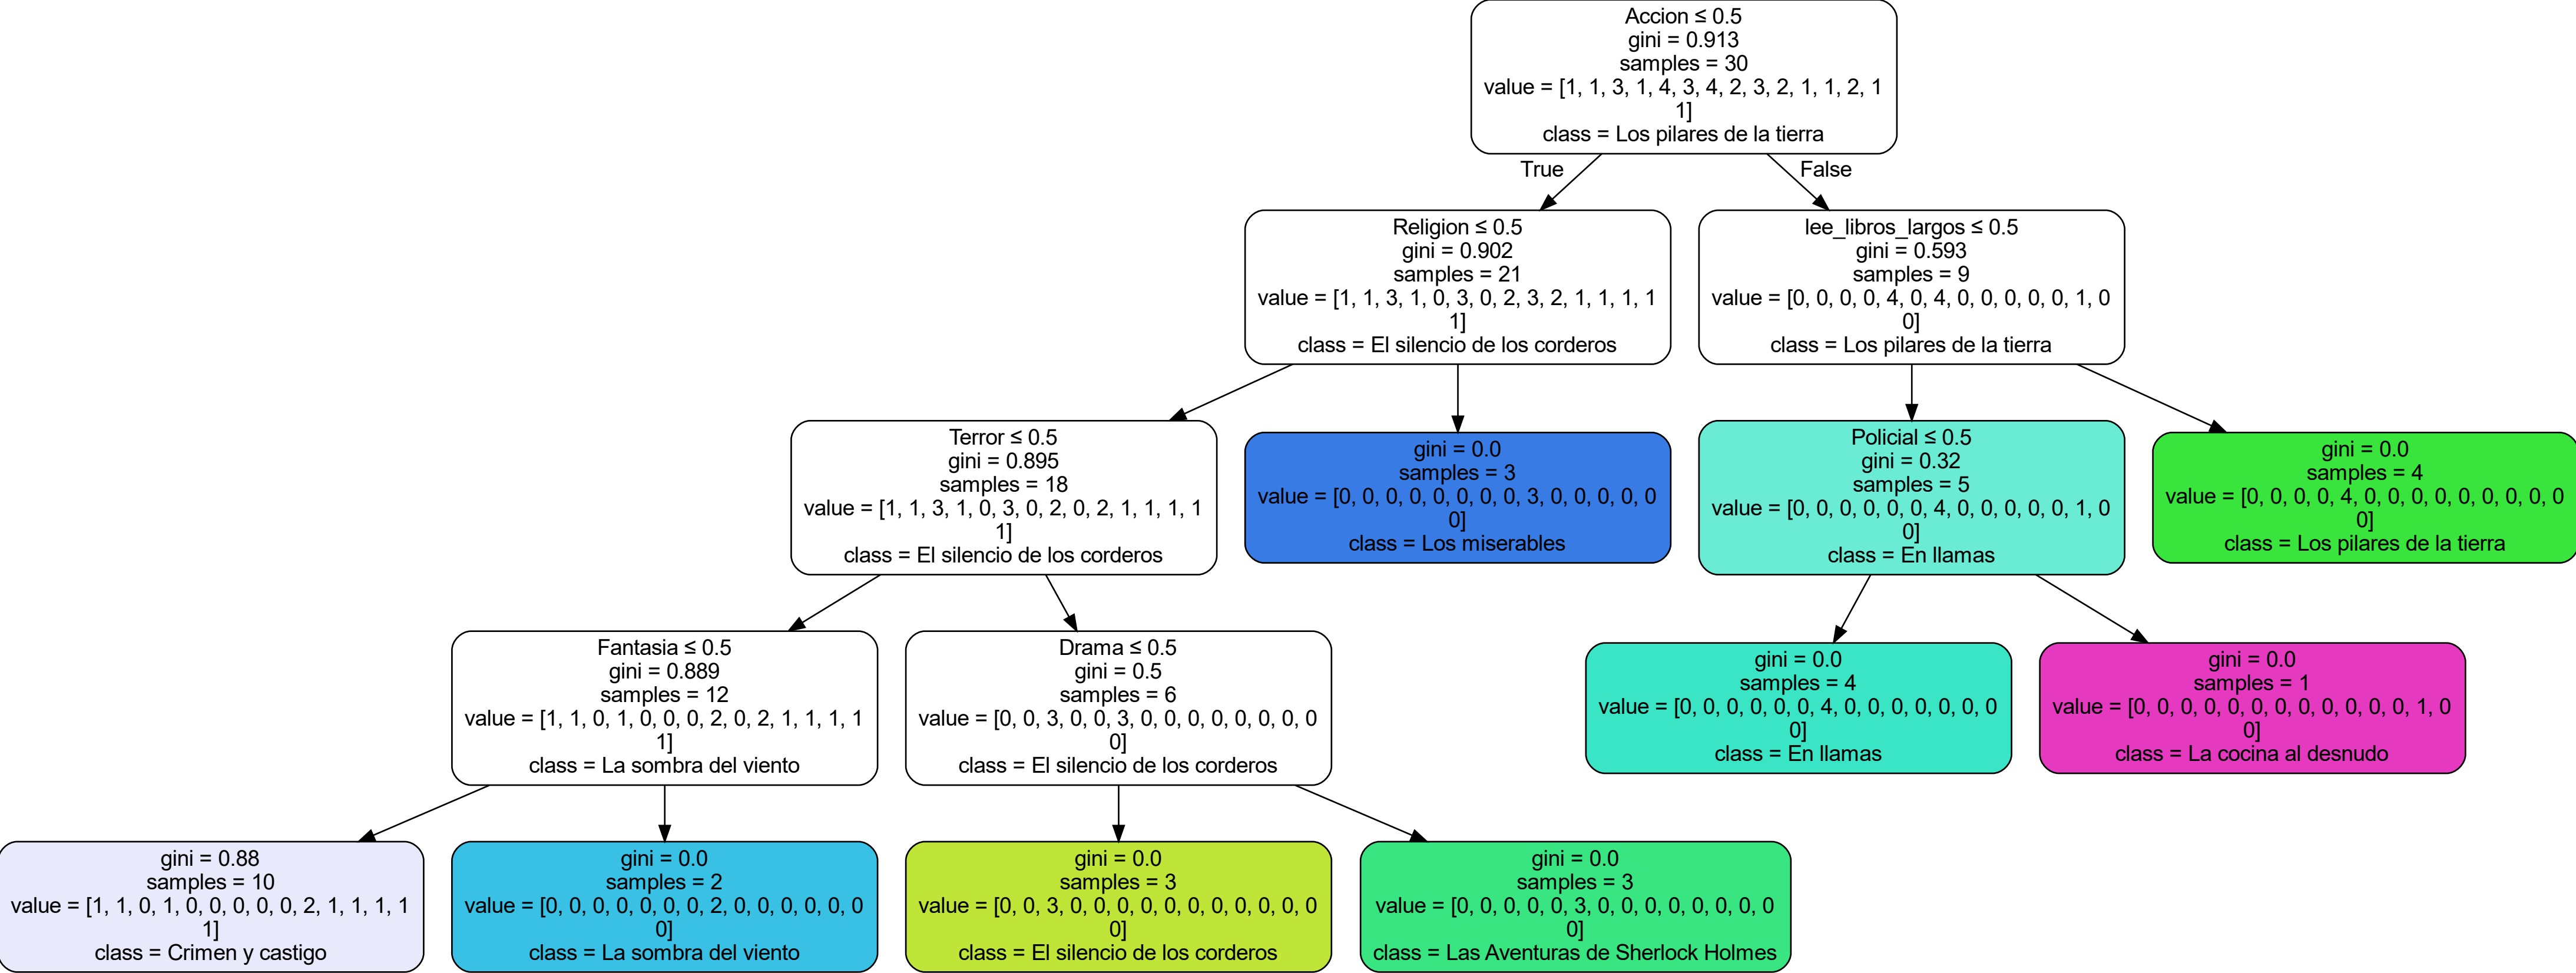 Accion ≤ 0.5
gini = 0.913
samples = 30
value = [1, 1, 3, 1, 4, 3, 4, 2, 3, 2, 1, 1, 2, 1
1]
class = Los pilares de la tierra
True
False
Religion ≤ 0.5
gini = 0.902
samples = 21
value = [1, 1, 3, 1, 0, 3, 0, 2, 3, 2, 1, 1, 1, 1
1]
class = El silencio de los corderos
lee_libros_largos ≤ 0.5
gini = 0.593
samples = 9
value = [0, 0, 0, 0, 4, 0, 4, 0, 0, 0, 0, 0, 1, 0
0]
class = Los pilares de la tierra
Terror ≤ 0.5
gini = 0.895
samples = 18
value = [1, 1, 3, 1, 0, 3, 0, 2, 0, 2, 1, 1, 1, 1
1]
class = El silencio de los corderos
gini = 0.0
samples = 3
value = [0, 0, 0, 0, 0, 0, 0, 0, 3, 0, 0, 0, 0, 0
0]
class = Los miserables
Policial ≤ 0.5
gini = 0.32
samples = 5
value = [0, 0, 0, 0, 0, 0, 4, 0, 0, 0, 0, 0, 1, 0
0]
class = En llamas
gini = 0.0
samples = 4
value = [0, 0, 0, 0, 4, 0, 0, 0, 0, 0, 0, 0, 0, 0
0]
class = Los pilares de la tierra
Fantasia ≤ 0.5
gini = 0.889
samples = 12
value = [1, 1, 0, 1, 0, 0, 0, 2, 0, 2, 1, 1, 1, 1
1]
class = La sombra del viento
Drama ≤ 0.5
gini = 0.5
samples = 6
value = [0, 0, 3, 0, 0, 3, 0, 0, 0, 0, 0, 0, 0, 0
0]
class = El silencio de los corderos
gini = 0.0
samples = 4
value = [0, 0, 0, 0, 0, 0, 4, 0, 0, 0, 0, 0, 0, 0
0]
class = En llamas
gini = 0.0
samples = 1
value = [0, 0, 0, 0, 0, 0, 0, 0, 0, 0, 0, 0, 1, 0
0]
class = La cocina al desnudo
gini = 0.88
samples = 10
value = [1, 1, 0, 1, 0, 0, 0, 0, 0, 2, 1, 1, 1, 1
1]
class = Crimen y castigo
gini = 0.0
samples = 2
value = [0, 0, 0, 0, 0, 0, 0, 2, 0, 0, 0, 0, 0, 0
0]
class = La sombra del viento
gini = 0.0
samples = 3
value = [0, 0, 3, 0, 0, 0, 0, 0, 0, 0, 0, 0, 0, 0
0]
class = El silencio de los corderos
gini = 0.0
samples = 3
value = [0, 0, 0, 0, 0, 3, 0, 0, 0, 0, 0, 0, 0, 0
0]
class = Las Aventuras de Sherlock Holmes